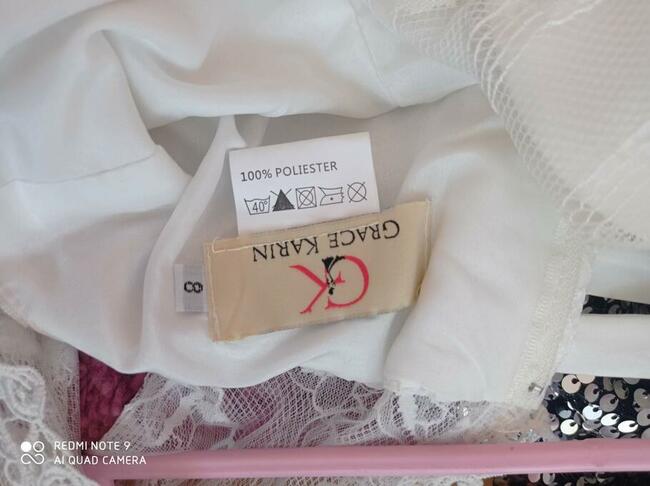 100% POLIESTER
40°
GRACE KARIN
GK
8
REDMI NOTE 9
AI QUAD CAMERA